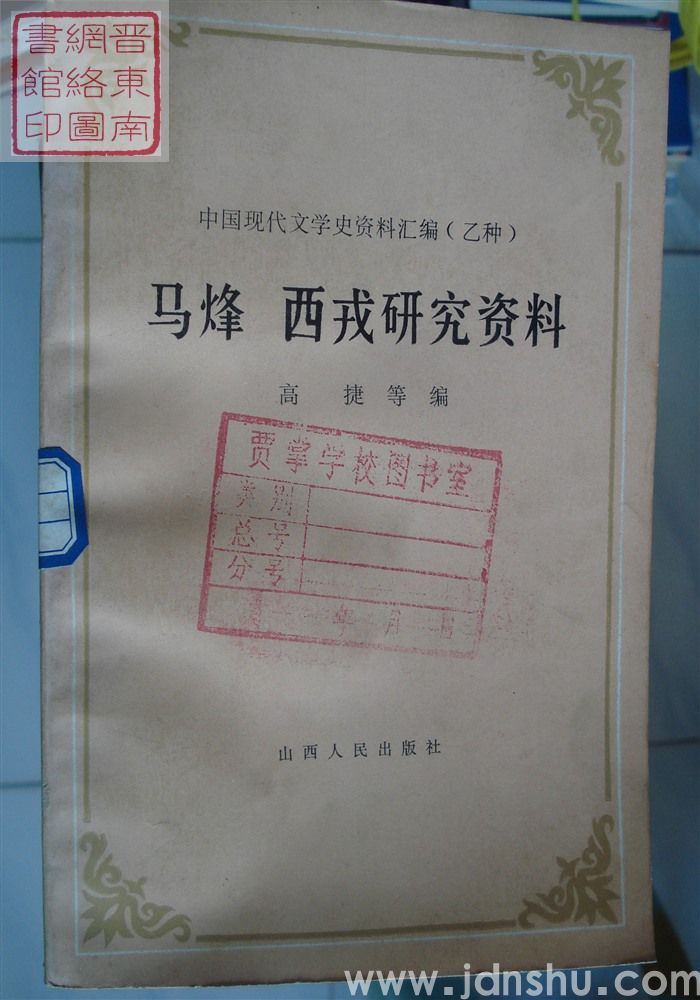 晋東南
網絡圖
書館印
中国现代文学史资料汇编(乙种)
马烽 西戎研究资料
高 捷等编
贾掌学校图书室
类别
总号
分号
年 月
山西人民出版社
www.jdnshu.com